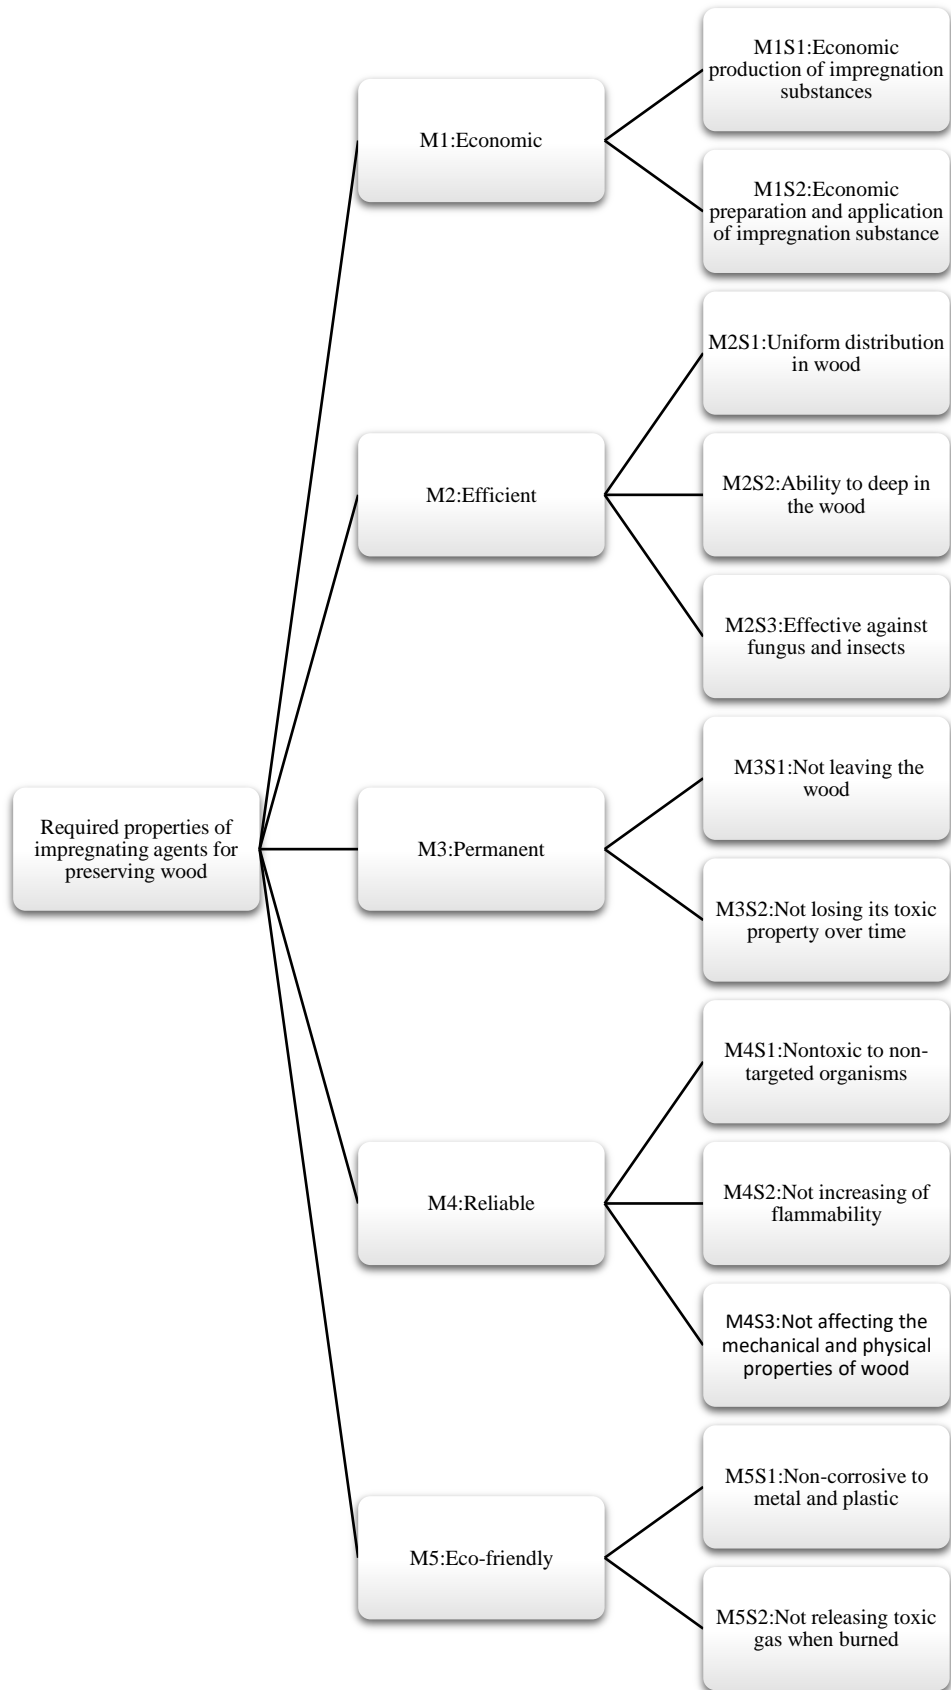 Required properties of
impregnating agents for
preserving wood
M1:Economic
M1S1:Economic
production of impregnation
substances
M1S2:Economic
preparation and application
of impregnation substance
M2:Efficient
M2S1:Uniform distribution
in wood
M2S2:Ability to deep in
the wood
M2S3:Effective against
fungus and insects
M3:Permanent
M3S1:Not leaving the
wood
M3S2:Not losing its toxic
property over time
M4:Reliable
M4S1:Nontoxic to non-
targeted organisms
M4S2:Not increasing of
flammability
M4S3:Not affecting the
mechanical and physical
properties of wood
M5:Eco-friendly
M5S1:Non-corrosive to
metal and plastic
M5S2:Not releasing toxic
gas when burned